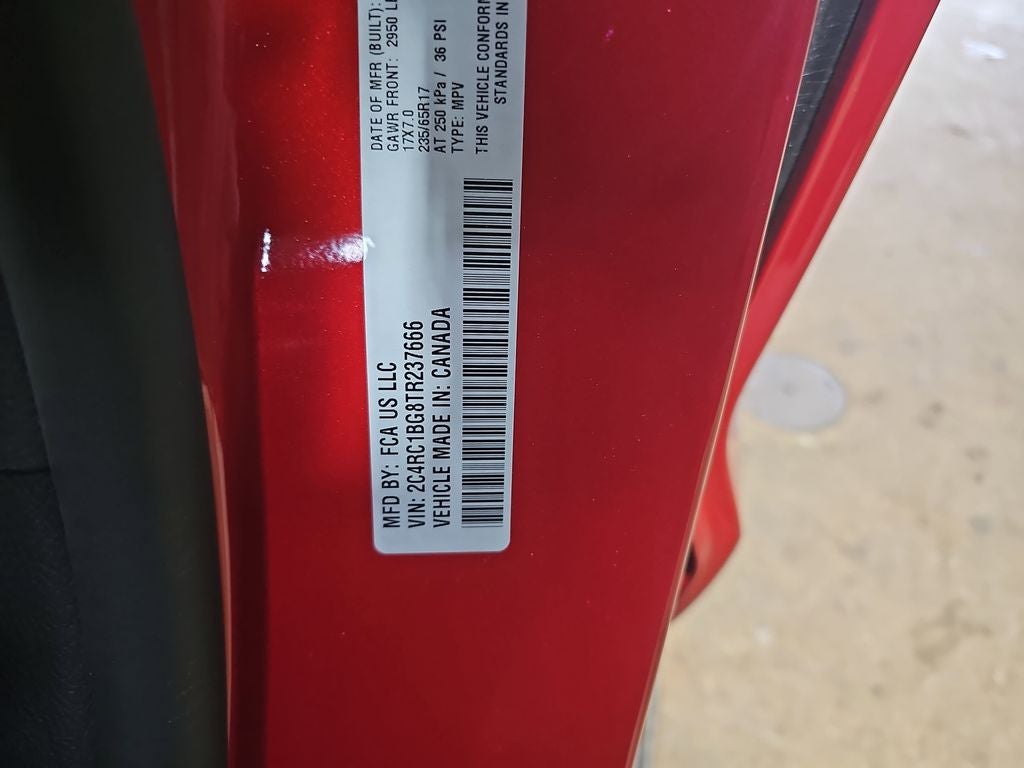 MFD BY: FCA US LLC
VIN: 2C4RC1BG8TR237666
VEHICLE MADE IN: CANADA
DATE OF MFR (BUILT):
GAWR FRONT: 2950
17X7.0
235/65R17
AT 250 kPa / 36 PSI
TYPE: MPV
THIS VEHICLE
STANDARDS IN